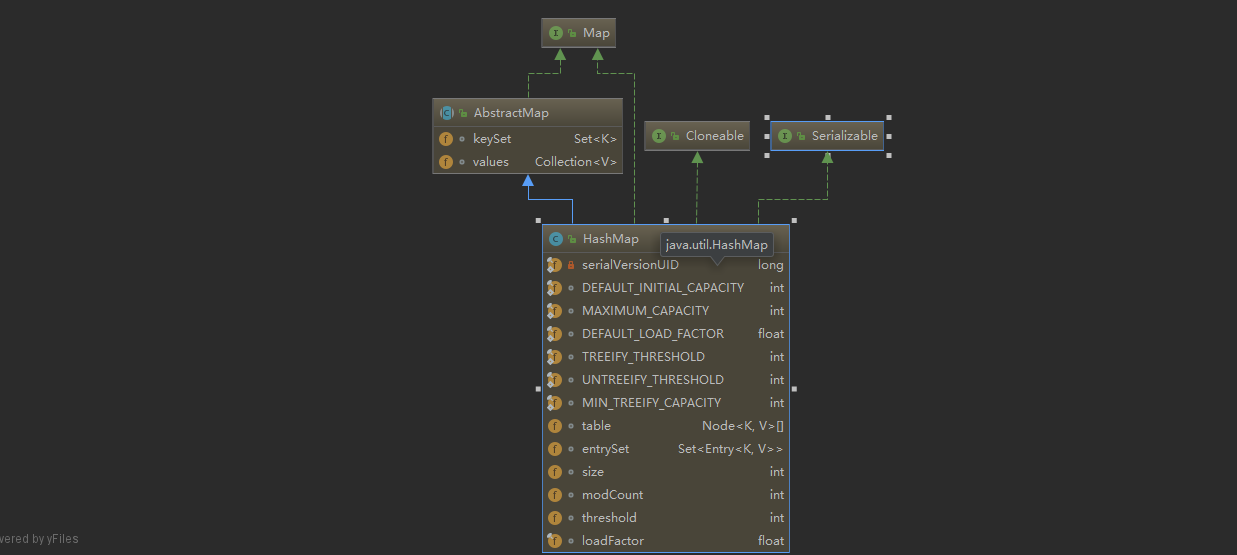 Map
AbstractMap
keySet Set<K>
values Collection<V>
Cloneable
Serializable
HashMap
java.util.HashMap
serialVersionUID long
DEFAULT_INITIAL_CAPACITY int
MAXIMUM_CAPACITY int
DEFAULT_LOAD_FACTOR float
TREEIFY_THRESHOLD int
UNTREEIFY_THRESHOLD int
MIN_TREEIFY_CAPACITY int
table Node<K, V>[]
entrySet Set<Entry<K, V>>
size int
modCount int
threshold int
loadFactor float
wered by yFiles